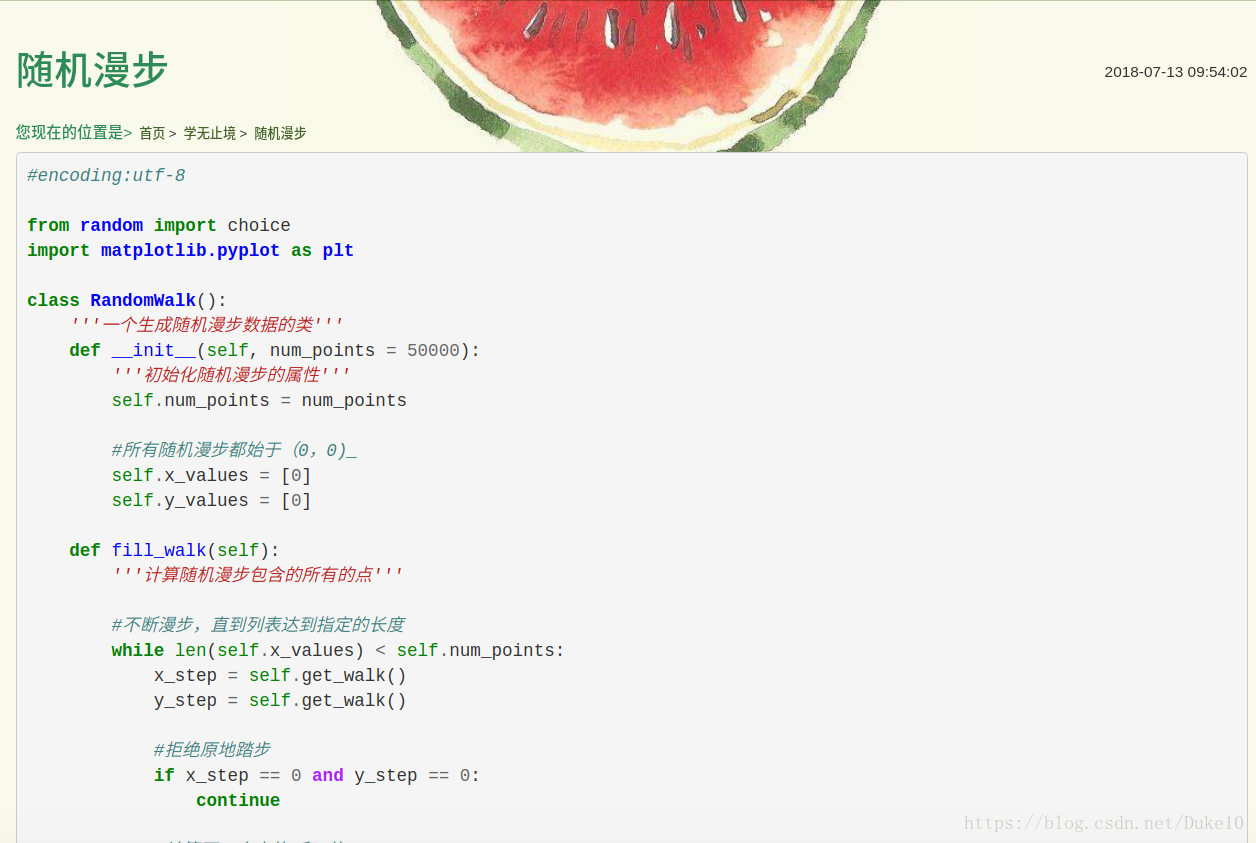 随机漫步
2018-07-13 09:54:02
您现在的位置是> 首页 > 学无止境 > 随机漫步
#encoding:utf-8
from random import choice
import matplotlib.pyplot as plt
class RandomWalk():
    '''一个生成随机漫步数据的类'''
    def __init__(self, num_points = 50000):
        '''初始化随机漫步的属性'''
        self.num_points = num_points
        #所有随机漫步都始于（0，0)_
        self.x_values = [0]
        self.y_values = [0]
    def fill_walk(self):
        '''计算随机漫步包含的所有的点'''
        #不断漫步，直到列表达到指定的长度
        while len(self.x_values) < self.num_points:
            x_step = self.get_walk()
            y_step = self.get_walk()
            #拒绝原地踏步
            if x_step == 0 and y_step == 0:
                continue
https://blog.csdn.net/Duke10